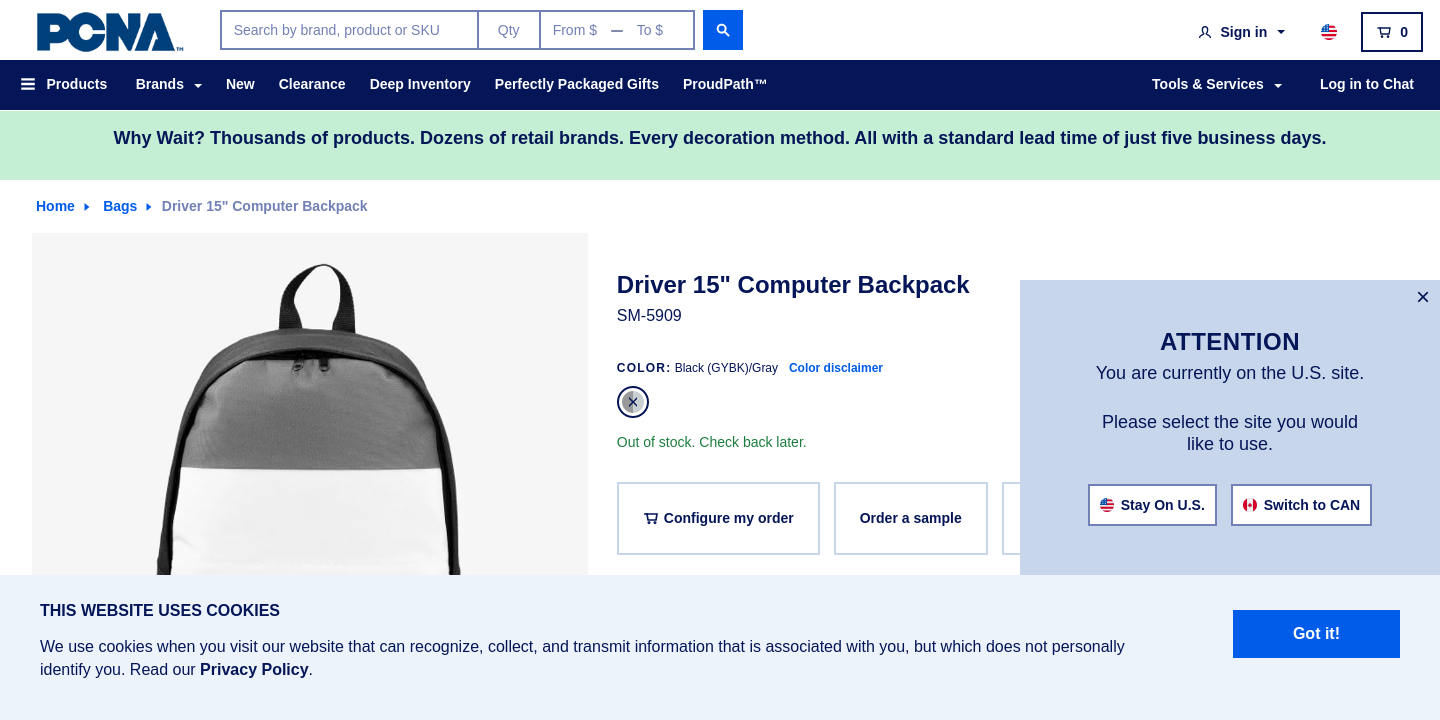 PCNA™
Search by brand, product or SKU
Qty
From $ — To $
Sign in
0
Products
Brands
New
Clearance
Deep Inventory
Perfectly Packaged Gifts
ProudPath™
Tools & Services
Log in to Chat
Why Wait? Thousands of products. Dozens of retail brands. Every decoration method. All with a standard lead time of just five business days.
Home
Bags
Driver 15" Computer Backpack
Driver 15" Computer Backpack
SM-5909
COLOR: Black (GYBK)/Gray Color disclaimer
Out of stock. Check back later.
Configure my order
Order a sample
ATTENTION
You are currently on the U.S. site.
Please select the site you would
like to use.
Stay On U.S.
Switch to CAN
THIS WEBSITE USES COOKIES
We use cookies when you visit our website that can recognize, collect, and transmit information that is associated with you, but which does not personally
identify you. Read our Privacy Policy.
Got it!